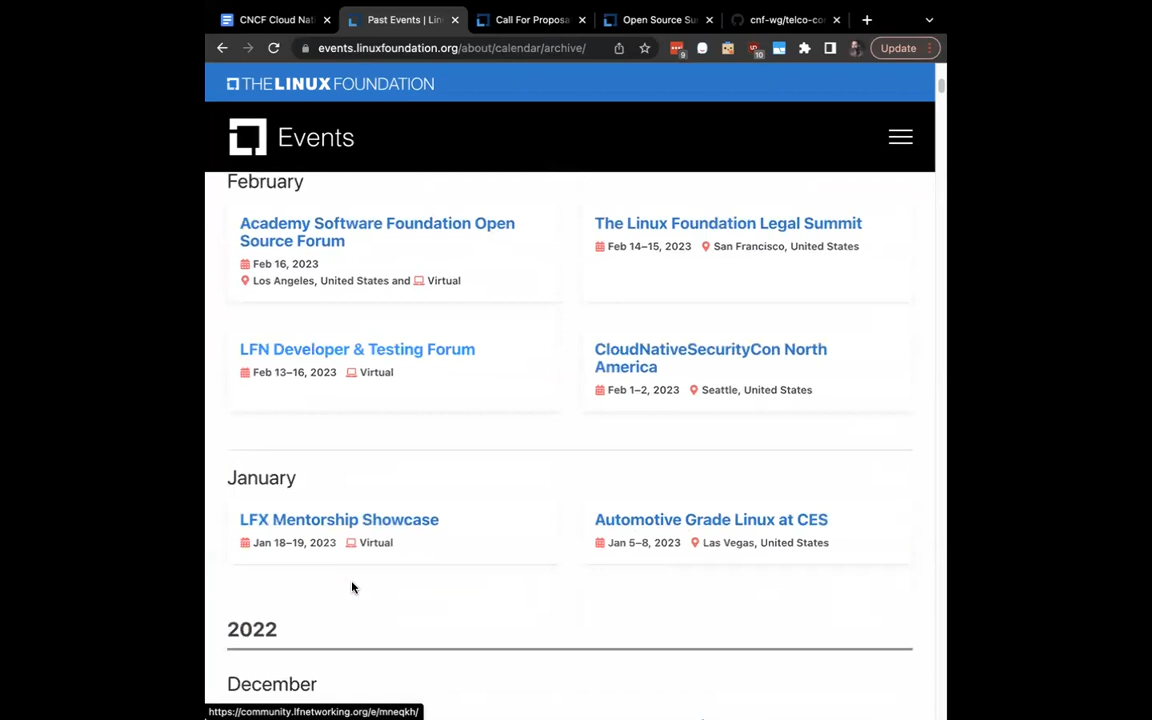 CNCF Cloud Nat
Past Events | Lin
Call For Proposa
Open Source Su
cnf-wg/telco-co
events.linuxfoundation.org/about/calendar/archive/
9
10
Update
THE LINUX FOUNDATION
Events
February
Academy Software Foundation Open
Source Forum
Feb 16, 2023
Los Angeles, United States and Virtual
The Linux Foundation Legal Summit
Feb 14–15, 2023 San Francisco, United States
LFN Developer & Testing Forum
Feb 13–16, 2023 Virtual
CloudNativeSecurityCon North
America
Feb 1–2, 2023 Seattle, United States
January
LFX Mentorship Showcase
Jan 18–19, 2023 Virtual
Automotive Grade Linux at CES
Jan 5–8, 2023 Las Vegas, United States
2022
December
https://community.lfnetworking.org/e/mneqkh/